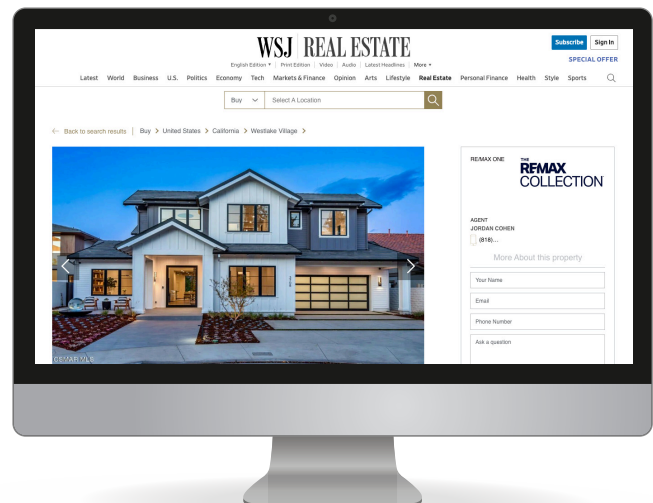 WSJ | REAL ESTATE
Subscribe Sign In
English Edition | Print Edition | Video | Audio | Latest Headlines | More
SPECIAL OFFER
Latest World Business U.S. Politics Economy Tech Markets & Finance Opinion Arts Lifestyle Real Estate Personal Finance Health Style Sports
Buy Select A Location
Back to search results | Buy > United States > California > Westlake Village >
RE/MAX ONE
THE
RE/MAX
COLLECTION
AGENT
JORDAN COHEN
(818)...
More About this property
Your Name
Email
Phone Number
Ask a question
CSMAR MLS